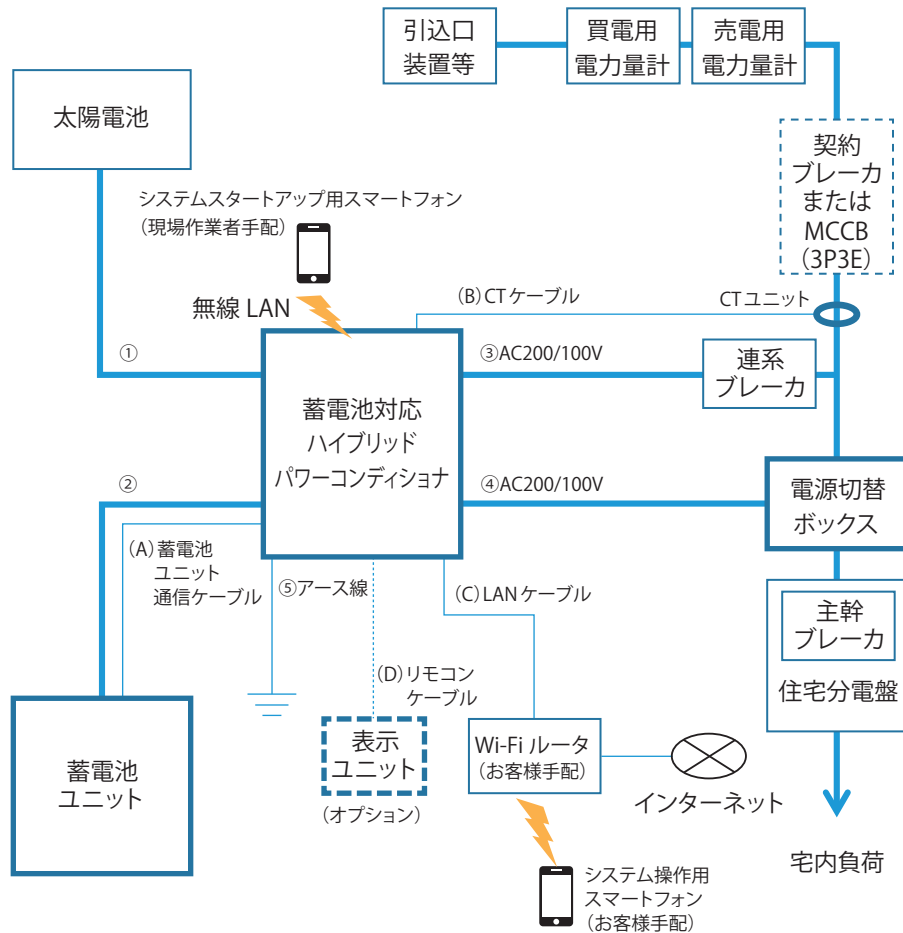 引込口
装置等
買電用
電力量計
売電用
電力量計
太陽電池
契約
ブレーカ
または
MCCB
（3P3E）
システムスタートアップ用スマートフォン
（現場作業者手配）
無線 LAN
（B）CTケーブル
CTユニット
①
③AC200/100V
連系
ブレーカ
蓄電池対応
ハイブリッド
パワーコンディショナ
②
④AC200/100V
電源切替
ボックス
（A）蓄電池
ユニット
通信ケーブル
⑤アース線
（C）LANケーブル
主幹
ブレーカ
住宅分電盤
（D）リモコン
ケーブル
表示
ユニット
（オプション）
Wi-Fi ルータ
（お客様手配）
インターネット
蓄電池
ユニット
宅内負荷
システム操作用
スマートフォン
（お客様手配）